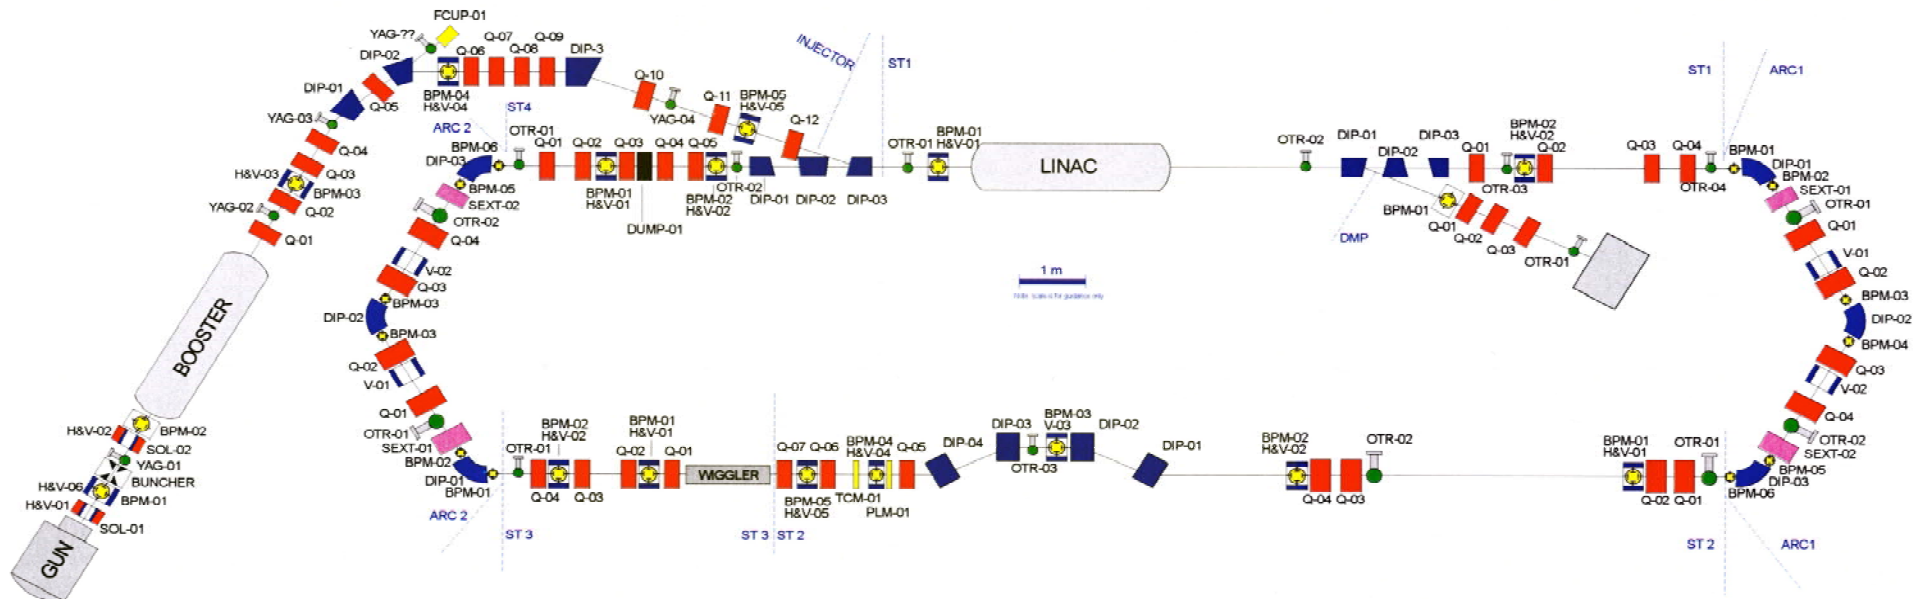 FCUP-01
YAG-??
Q-07
Q-09
Q-06
Q-08
DIP-3
DIP-02
DIP-01
Q-05
BPM-04
H&V-04
YAG-03
Q-04
Q-03
H&V-03
BPM-03
YAG-02
Q-02
Q-01
BOOSTER
H&V-02
BPM-02
SOL-02
YAG-01
BUNCHER
H&V-06
BPM-01
H&V-01
SOL-01
GUN
Q-10
YAG-04
Q-11
BPM-05
H&V-05
Q-12
INJECTOR
ST1
ST4
ARC 2
OTR-01
Q-01
Q-02
Q-03
Q-04
Q-05
BPM-01
H&V-01
DUMP-01
BPM-02
H&V-02
OTR-02
DIP-01
DIP-02
DIP-03
OTR-01
BPM-01
H&V-01
LINAC
OTR-02
DIP-01
DIP-02
DIP-03
Q-01
BPM-02
H&V-02
Q-02
OTR-03
Q-03
Q-04
OTR-04
ST1
ARC1
DMP
BPM-01
Q-01
Q-02
Q-03
OTR-01
BPM-01
DIP-01
BPM-02
SEXT-01
OTR-01
Q-01
V-01
Q-02
BPM-03
DIP-02
BPM-04
Q-03
V-02
Q-04
OTR-02
SEXT-02
BPM-05
DIP-03
BPM-06
ARC1
ST 2
1 m
Note: scale is for guidance only
BPM-06
DIP-03
BPM-05
SEXT-02
OTR-02
Q-04
V-02
Q-03
BPM-03
DIP-02
BPM-03
Q-02
V-01
Q-01
OTR-01
SEXT-01
BPM-02
DIP-01
BPM-01
ARC 2
ST 3
OTR-01
Q-04
BPM-02
H&V-02
Q-03
Q-02
BPM-01
H&V-01
Q-01
WIGGLER
ST 3
ST 2
Q-07
Q-06
BPM-05
H&V-05
BPM-04
H&V-04
TCM-01
PLM-01
Q-05
DIP-04
DIP-03
OTR-03
BPM-03
V-03
DIP-02
DIP-01
BPM-02
H&V-02
Q-04
Q-03
OTR-02
BPM-01
H&V-01
Q-02
Q-01
OTR-01